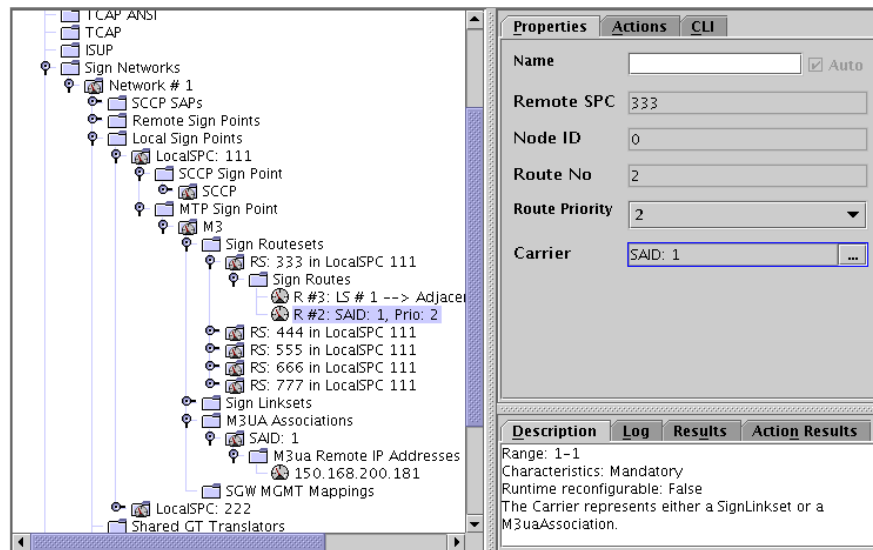 TCAP ANSI
TCAP
ISUP
Sign Networks
Network # 1
SCCP SAPs
Remote Sign Points
Local Sign Points
LocalSPC: 111
SCCP Sign Point
SCCP
MTP Sign Point
M3
Sign Routesets
RS: 333 in LocalSPC 111
Sign Routes
R #3: LS # 1 --> Adjacen
R #2: SAID: 1, Prio: 2
RS: 444 in LocalSPC 111
RS: 555 in LocalSPC 111
RS: 666 in LocalSPC 111
RS: 777 in LocalSPC 111
Sign Linksets
M3UA Associations
SAID: 1
M3ua Remote IP Addresses
150.168.200.181
SGW MGMT Mappings
LocalSPC: 222
Shared GT Translators
Properties Actions CLI
Name Auto
Remote SPC 333
Node ID 0
Route No 2
Route Priority 2
Carrier SAID: 1 ...
Description Log Results Action Results
Range: 1-1
Characteristics: Mandatory
Runtime reconfigurable: False
The Carrier represents either a SignLinkset or a
M3uaAssociation.